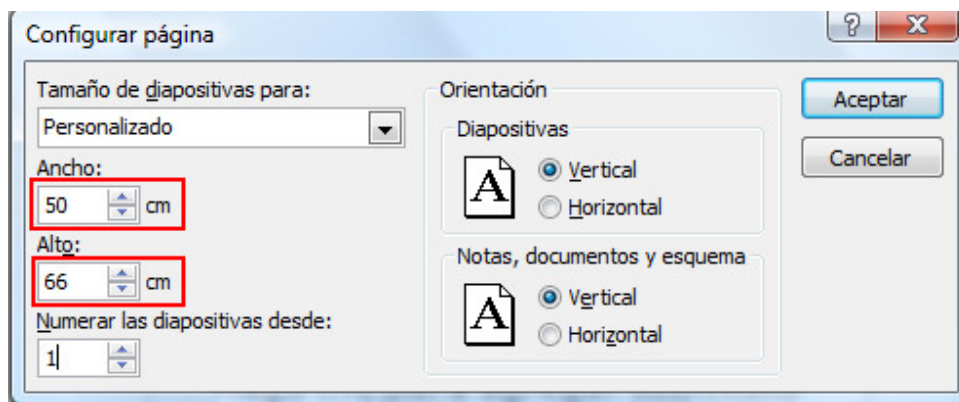 Configurar página
Tamaño de diapositivas para:
Personalizado
Ancho:
50 cm
Alto:
66 cm
Numerar las diapositivas desde:
1
Orientación
Diapositivas
A
Vertical
Horizontal
Notas, documentos y esquema
A
Vertical
Horizontal
?
X
Aceptar
Cancelar